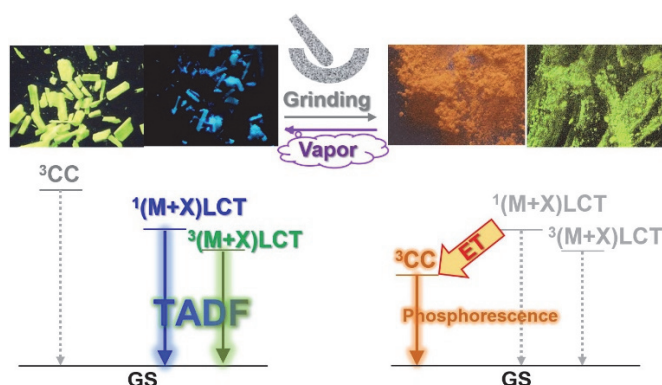 Grinding
Vapor
³CC
¹(M+X)LCT
³(M+X)LCT
TADF
GS
¹(M+X)LCT
³(M+X)LCT
ET
³CC
Phosphorescence
GS